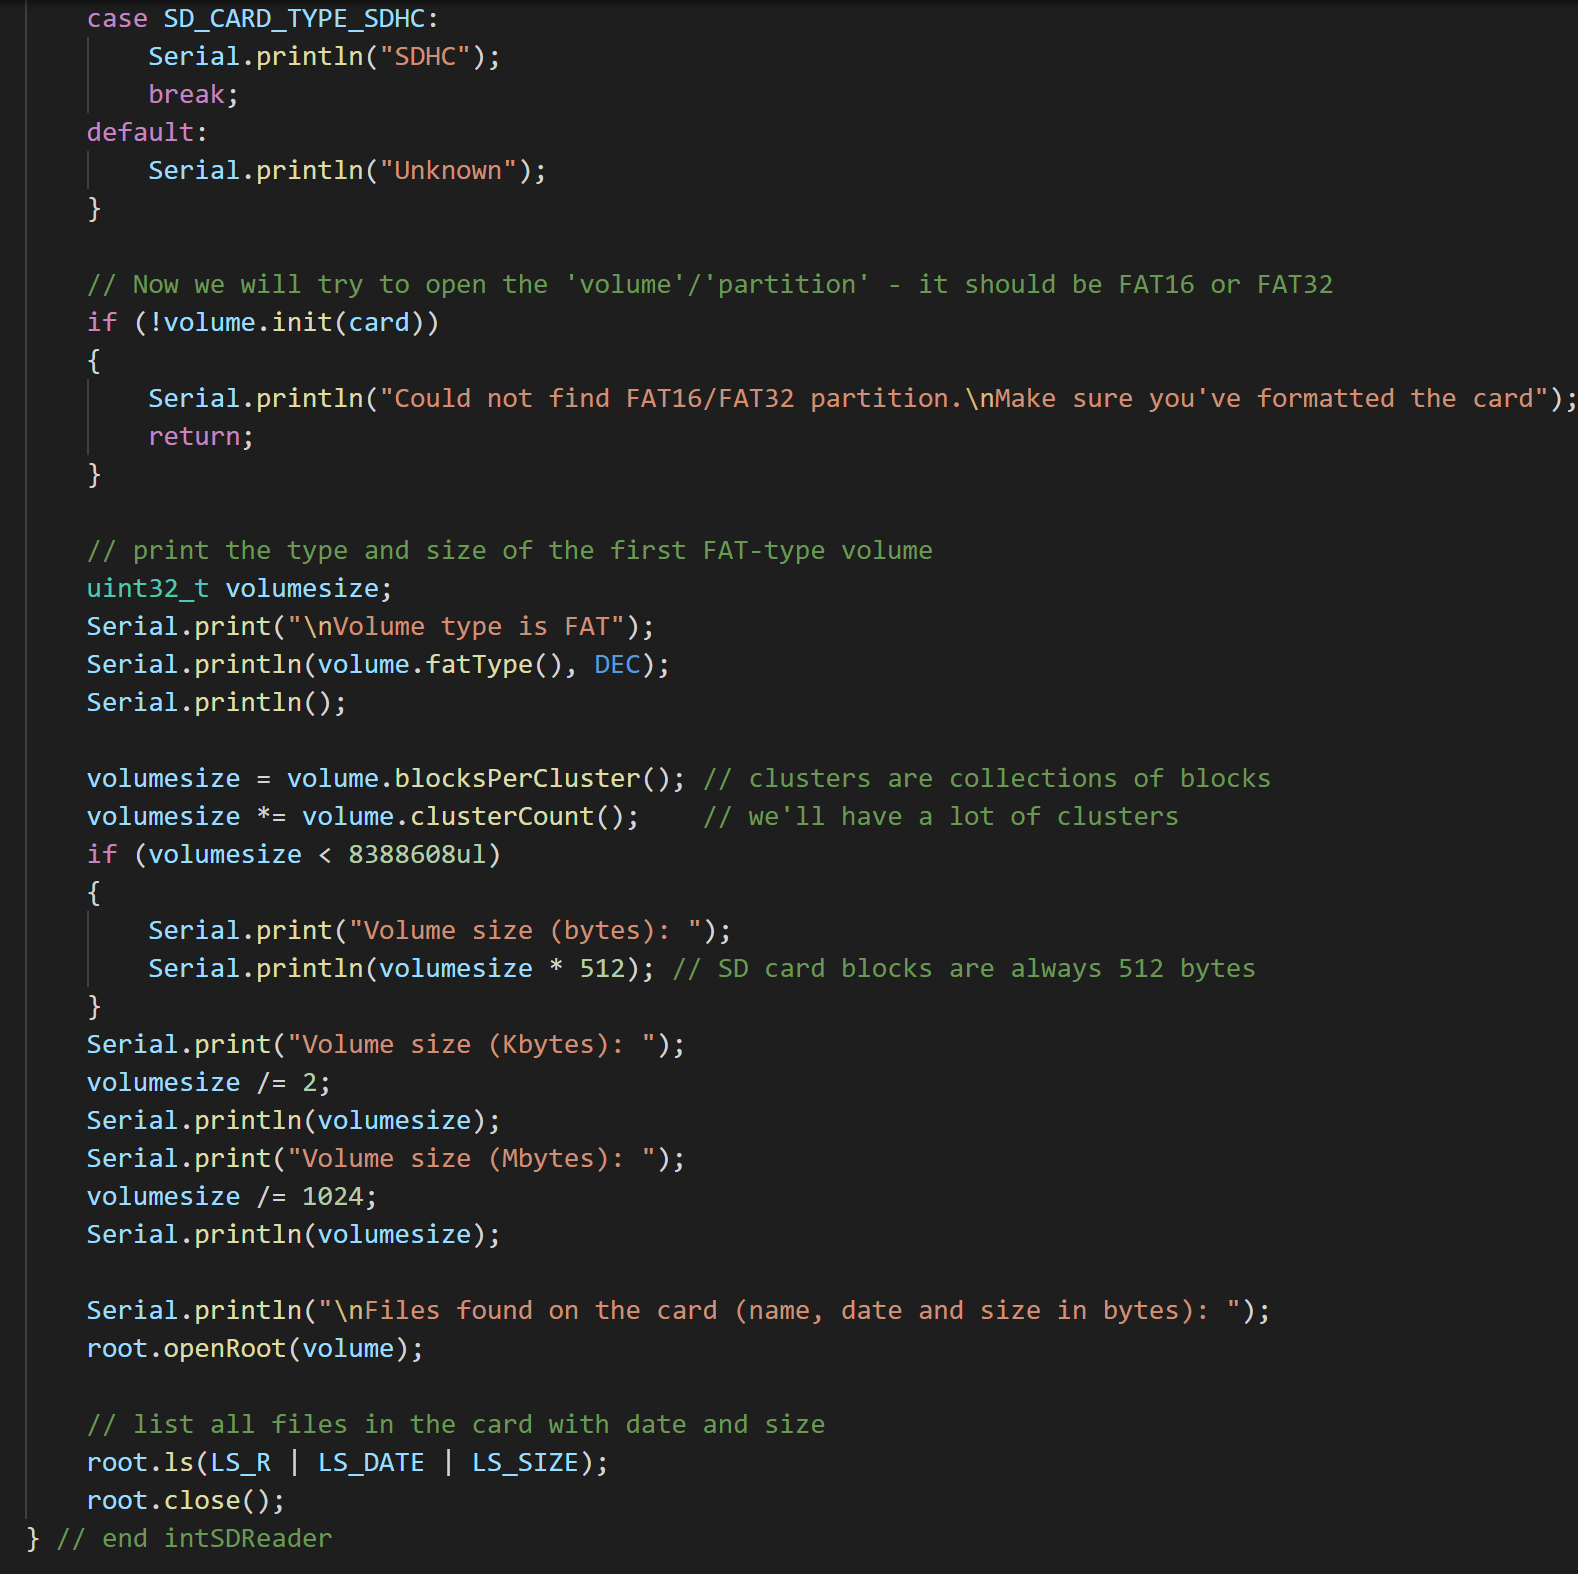 case SD_CARD_TYPE_SDHC:
Serial.println("SDHC");
break;
default:
Serial.println("Unknown");
}
// Now we will try to open the 'volume'/'partition' - it should be FAT16 or FAT32
if (!volume.init(card))
{
Serial.println("Could not find FAT16/FAT32 partition.\nMake sure you've formatted the card");
return;
}
// print the type and size of the first FAT-type volume
uint32_t volumesize;
Serial.print("\nVolume type is FAT");
Serial.println(volume.fatType(), DEC);
Serial.println();
volumesize = volume.blocksPerCluster(); // clusters are collections of blocks
volumesize *= volume.clusterCount();    // we'll have a lot of clusters
if (volumesize < 8388608ul)
{
Serial.print("Volume size (bytes): ");
Serial.println(volumesize * 512); // SD card blocks are always 512 bytes
}
Serial.print("Volume size (Kbytes): ");
volumesize /= 2;
Serial.println(volumesize);
Serial.print("Volume size (Mbytes): ");
volumesize /= 1024;
Serial.println(volumesize);
Serial.println("\nFiles found on the card (name, date and size in bytes): ");
root.openRoot(volume);
// list all files in the card with date and size
root.ls(LS_R | LS_DATE | LS_SIZE);
root.close();
} // end intSDReader